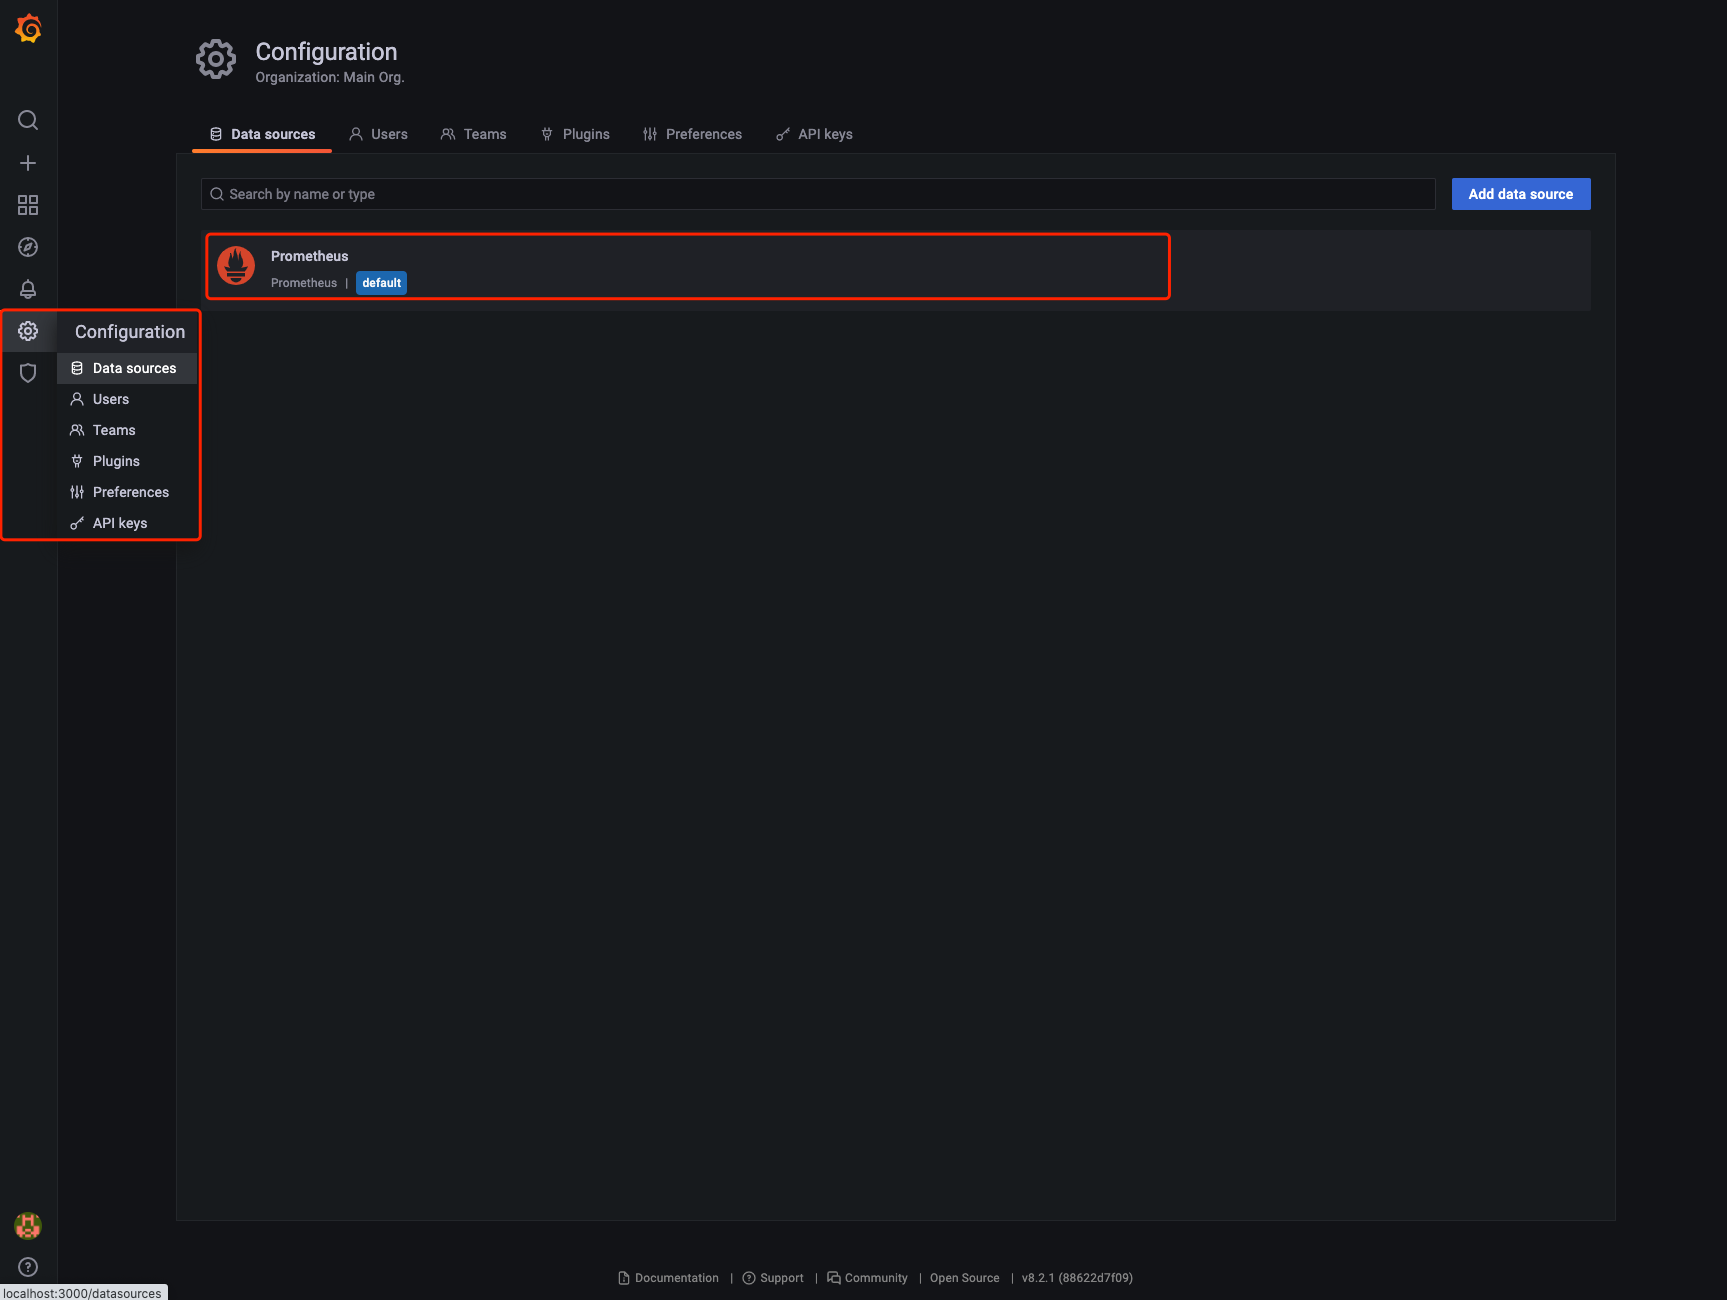 Configuration
Organization: Main Org.
Data sources
Users
Teams
Plugins
Preferences
API keys
Search by name or type
Add data source
Prometheus
Prometheus | default
Configuration
Data sources
Users
Teams
Plugins
Preferences
API keys
Documentation | Support | Community | Open Source | v8.2.1 (88622d7f09)
localhost:3000/datasources